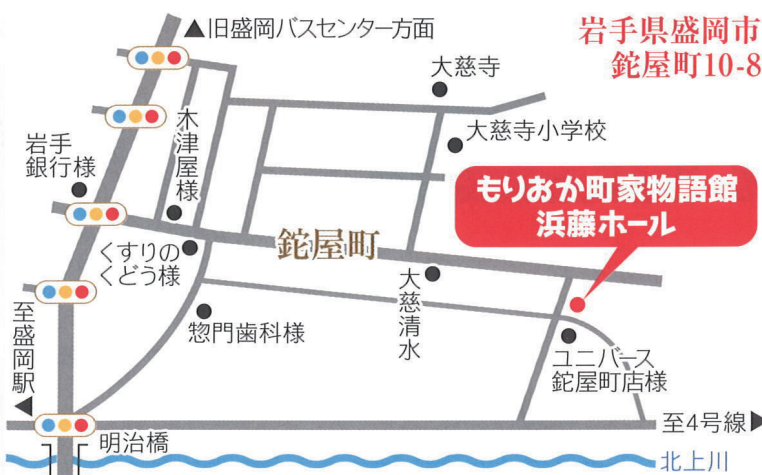 ▲旧盛岡バスセンター方面
岩手県盛岡市
鉈屋町10-8
大慈寺
木津屋様
大慈寺小学校
岩手
銀行様
もりおか町家物語館
浜藤ホール
鉈屋町
くすりの
くどう様
大慈清水
惣門歯科様
至盛岡駅
ユニバース
鉈屋町店様
至4号線▶
明治橋
北上川